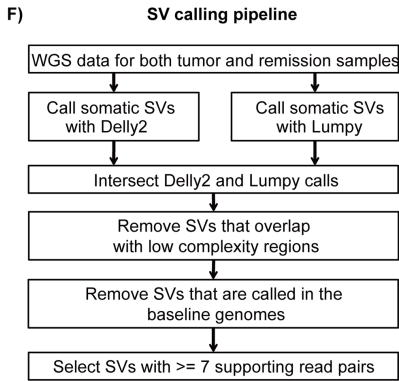 F) SV calling pipeline
WGS data for both tumor and remission samples
Call somatic SVs
with Delly2
Call somatic SVs
with Lumpy
Intersect Delly2 and Lumpy calls
Remove SVs that overlap
with low complexity regions
Remove SVs that are called in the
baseline genomes
Select SVs with >= 7 supporting read pairs